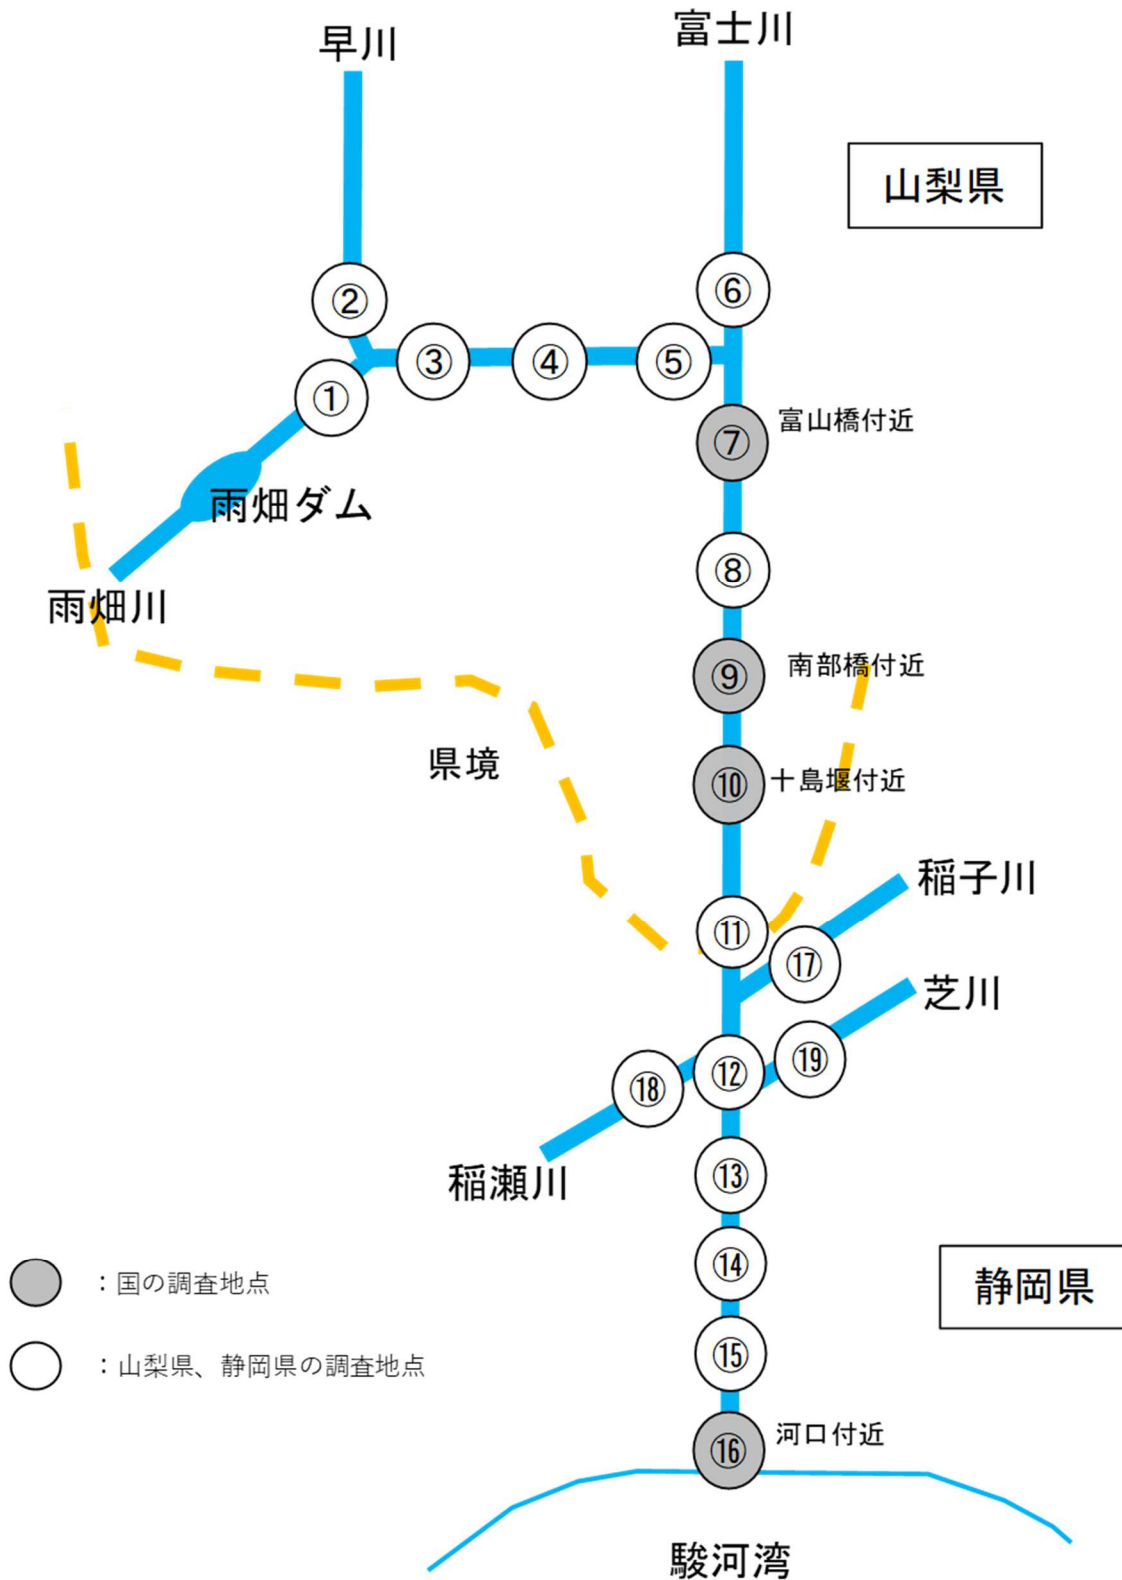 早川
富士川
山梨県
②
⑥
③
④
⑤
①
⑦
富山橋付近
雨畑ダム
⑧
雨畑川
⑨
南部橋付近
県境
⑩
十島堰付近
稲子川
⑪
⑰
芝川
⑫
⑲
⑱
稲瀬川
⑬
⑭
：国の調査地点
静岡県
⑮
：山梨県、静岡県の調査地点
⑯
河口付近
駿河湾